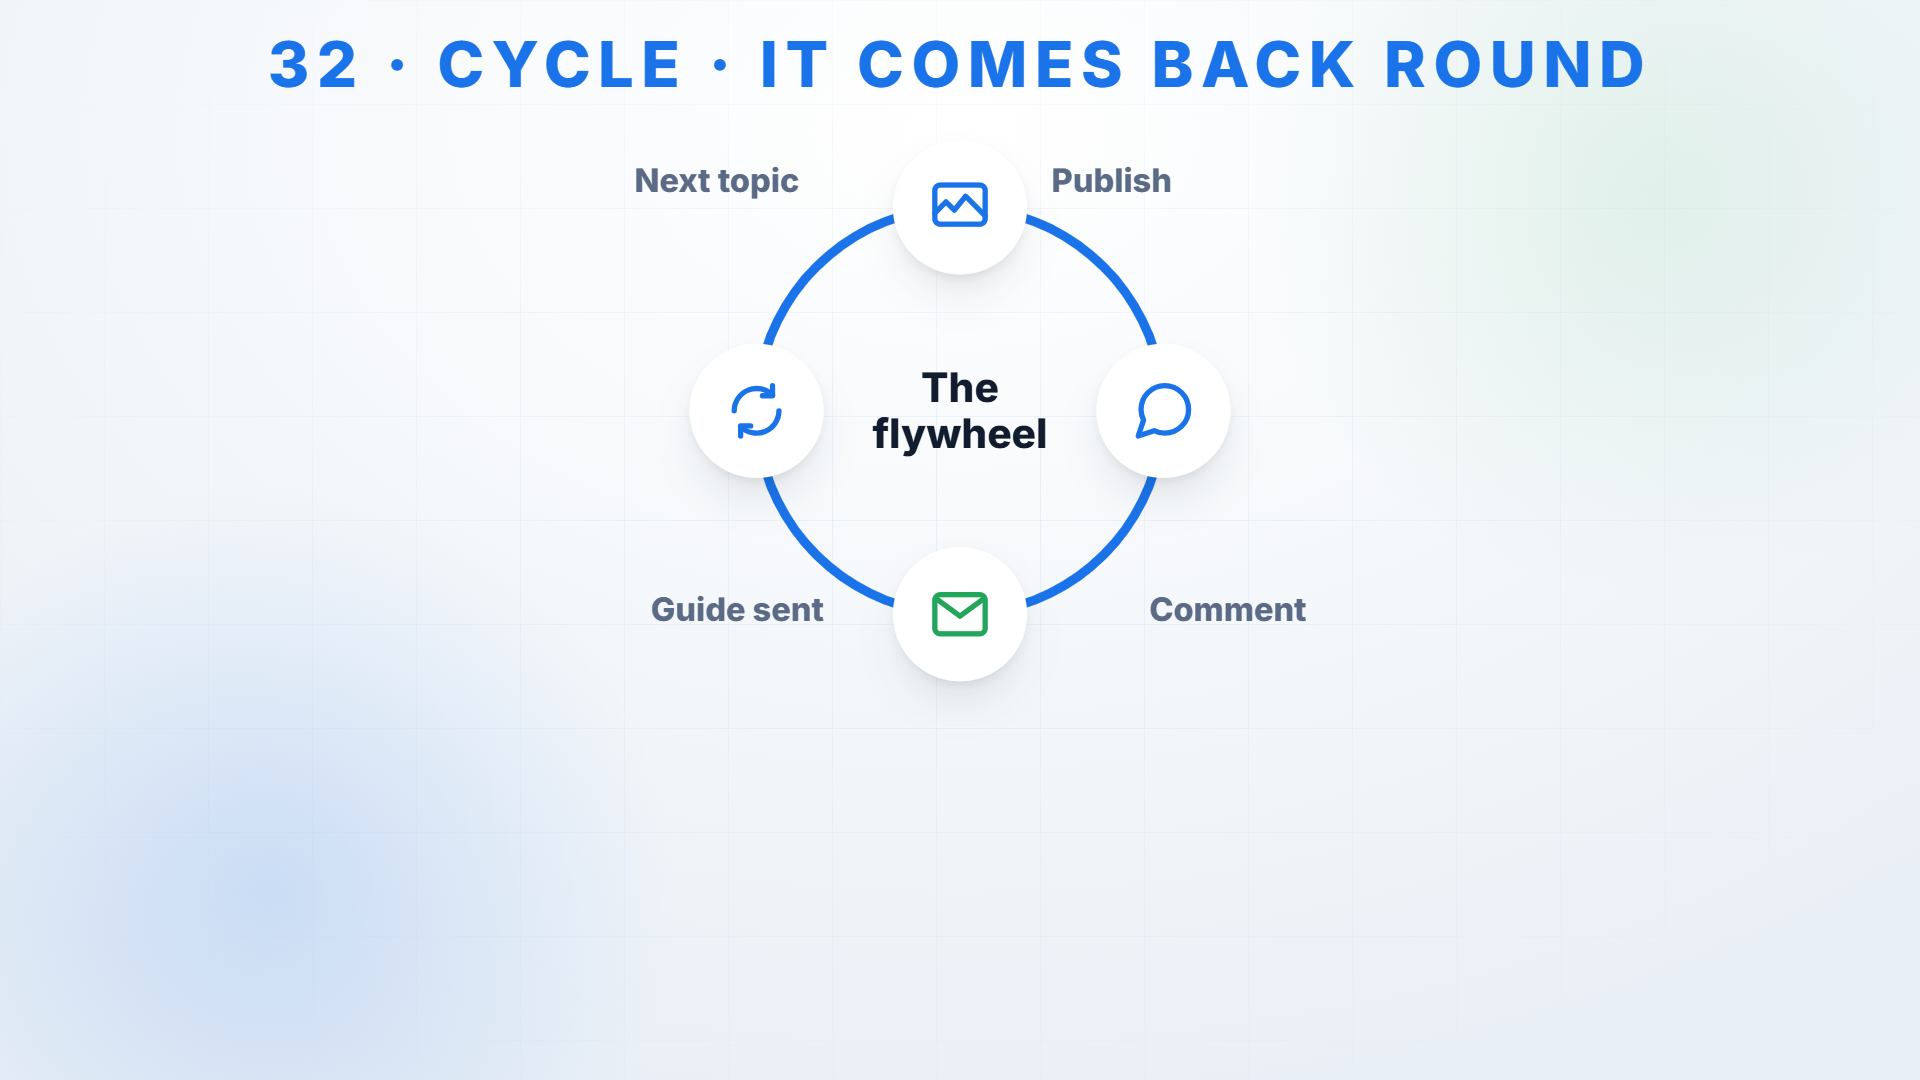 32 · CYCLE · IT COMES BACK ROUND
Next topic
Publish
The
flywheel
Guide sent
Comment